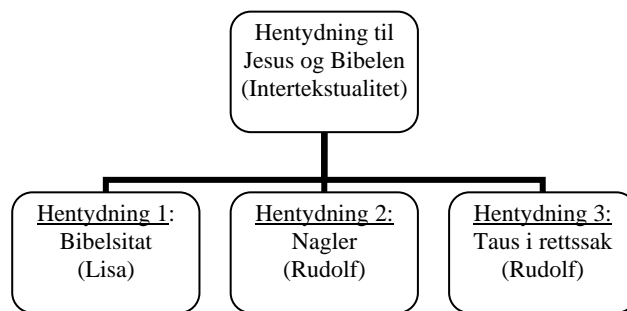 Hentydning til
Jesus og Bibelen
(Intertekstualitet)
Hentydning 1:
Bibelsitat
(Lisa)
Hentydning 2:
Nagler
(Rudolf)
Hentydning 3:
Taus i rettssak
(Rudolf)